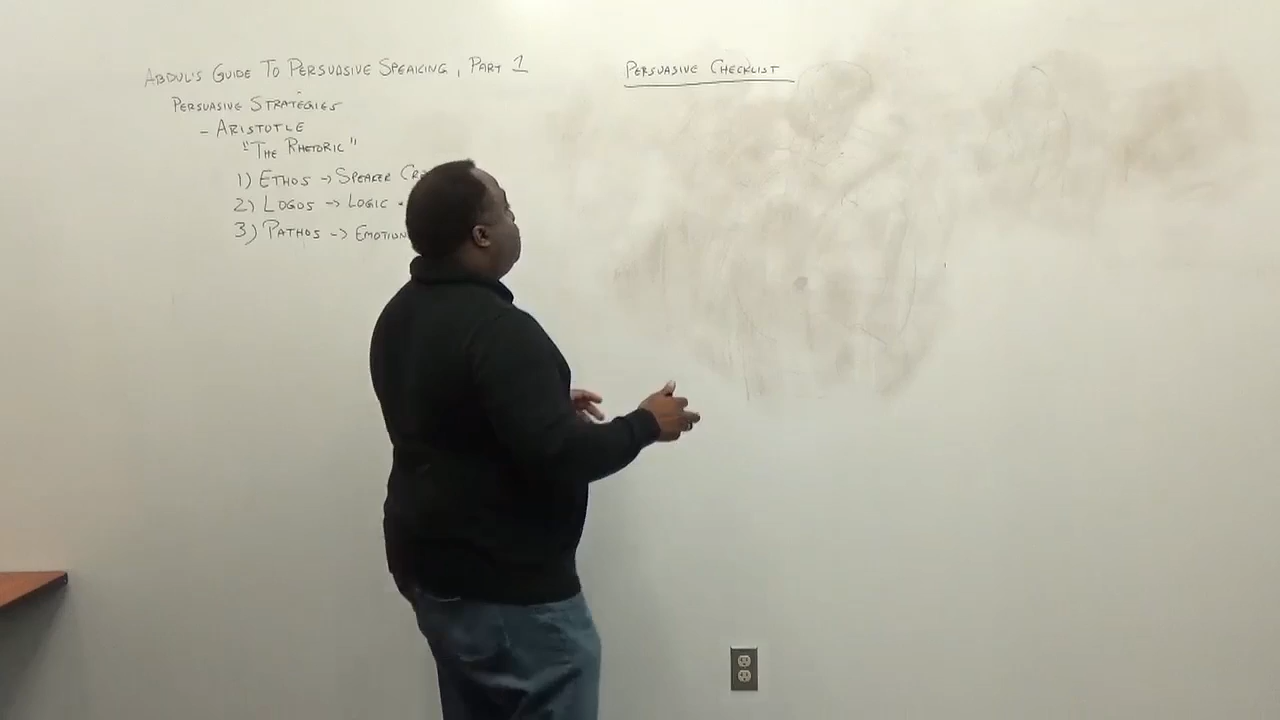 ABDUL'S GUIDE TO PERSUASIVE SPEAKING, PART 1
PERSUASIVE STRATEGIES
- ARISTOTLE
"THE RHETORIC"
1) ETHOS -> SPEAKER
2) LOGOS -> LOGIC
3) PATHOS -> EMOTION
PERSUASIVE CHECKLIST